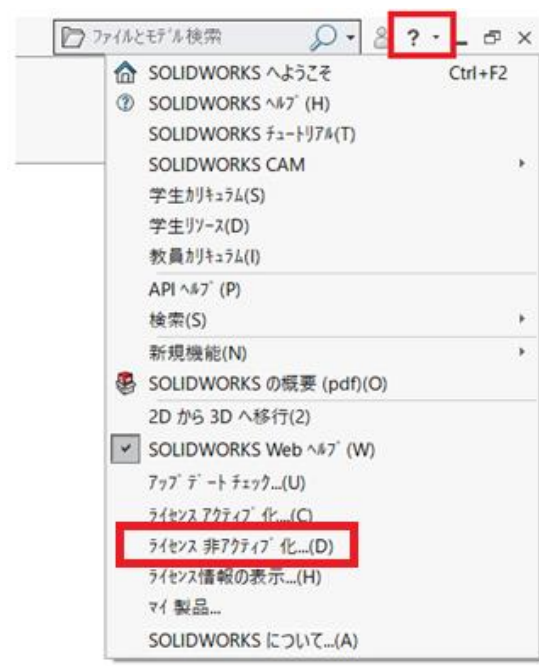 ファイルとモデル検索 ?
SOLIDWORKS へようこそ Ctrl+F2
SOLIDWORKS ヘルプ (H)
SOLIDWORKS チュートリアル(T)
SOLIDWORKS CAM
学生カリキュラム(S)
学生リソース(D)
教員カリキュラム(I)
API ヘルプ (P)
検索(S)
新規機能(N)
SOLIDWORKS の概要 (pdf)(O)
2D から 3D へ移行(2)
SOLIDWORKS Web ヘルプ (W)
アップ デート チェック...(U)
ライセンス アクティブ 化...(C)
ライセンス 非アクティブ 化...(D)
ライセンス情報の表示...(H)
マイ 製品...
SOLIDWORKS について...(A)